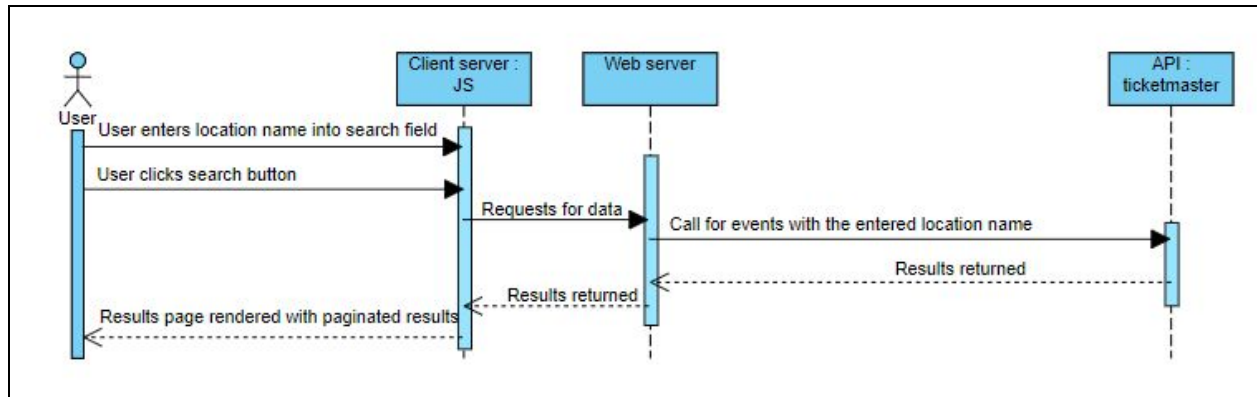 Client server :
JS
Web server
API :
ticketmaster
User
User enters location name into search field
User clicks search button
Requests for data
Call for events with the entered location name
Results returned
Results returned
Results page rendered with paginated results